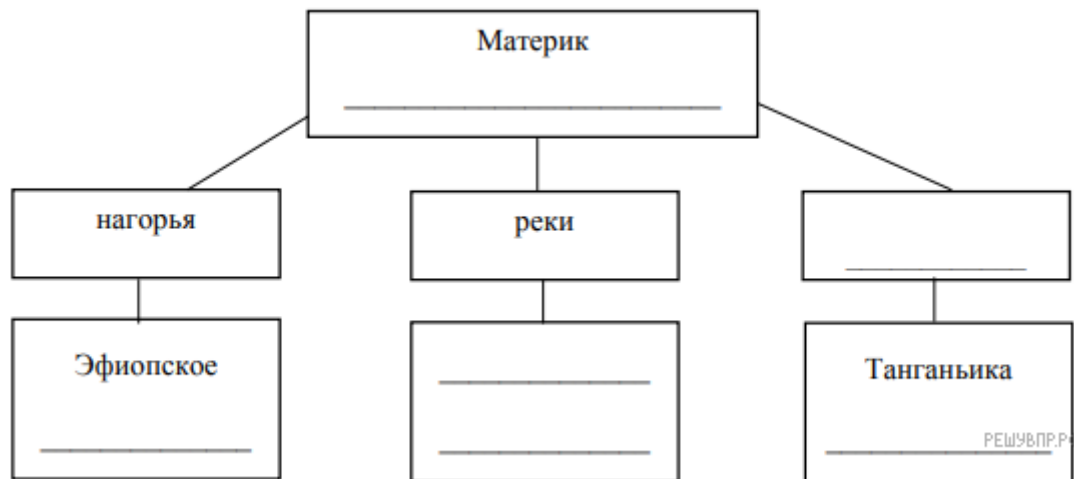 Материк
нагорья
реки
Эфиопское
Танганьика
РЕШУВПР.Р